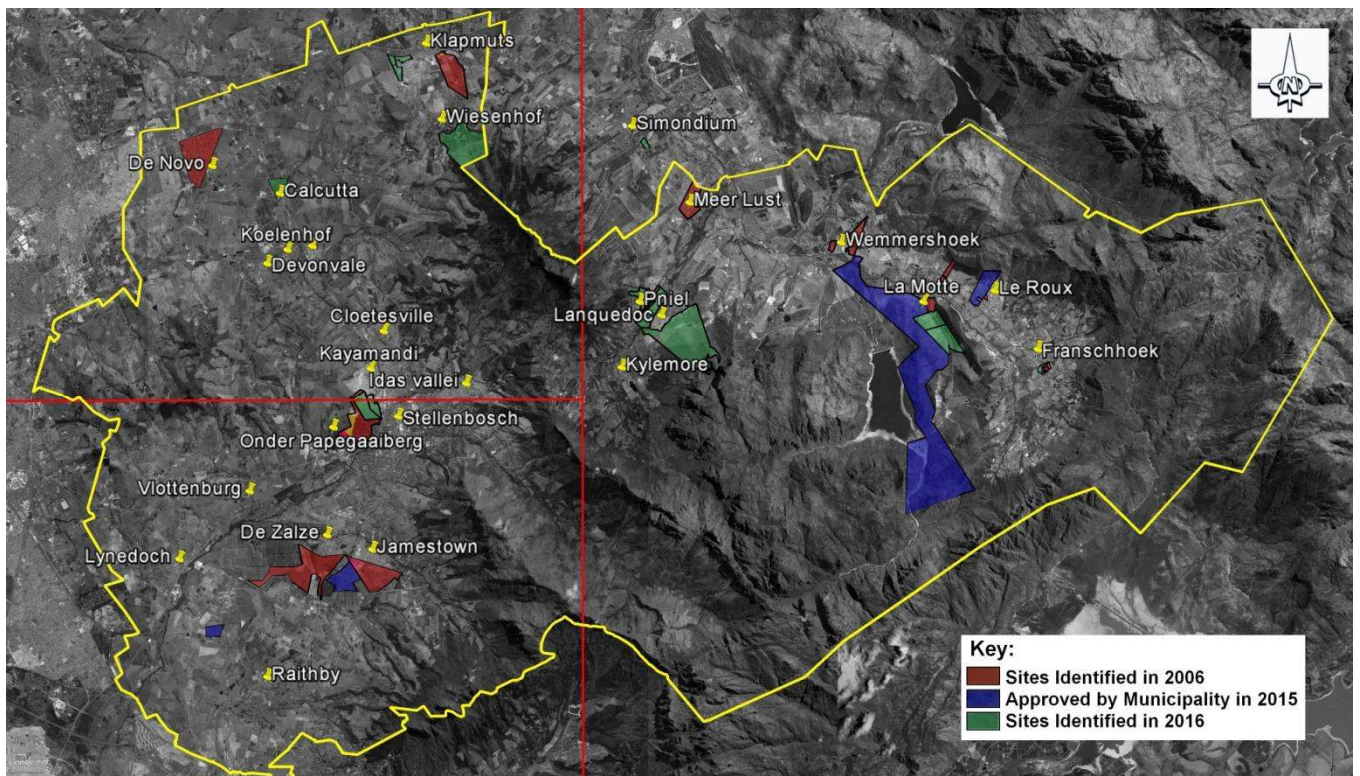 Klapmuts
Wiesenhof
Simondium
De Novo
Calcutta
Meer Lust
Koelenhof
Wemmershoek
Devonvale
La Motte
Le Roux
Pniel
Lanquedoc
Cloetesville
Franschhoek
Kayamandi
Kylemore
Idas vallei
Stellenbosch
Onder Papegaaiberg
Vlottenburg
De Zalze
Jamestown
Lynedoch
Raithby
N
Key:
Sites Identified in 2006
Approved by Municipality in 2015
Sites Identified in 2016